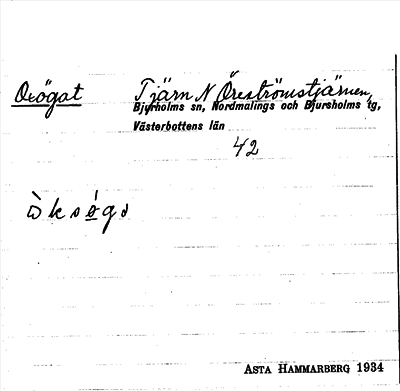 Oxögat Tjärn N Öreströmstjärnen,
Bjurholms sn, Nordmalings och Bjursholms tg,
Västerbottens län
42
ASTA HAMMARBERG 1934